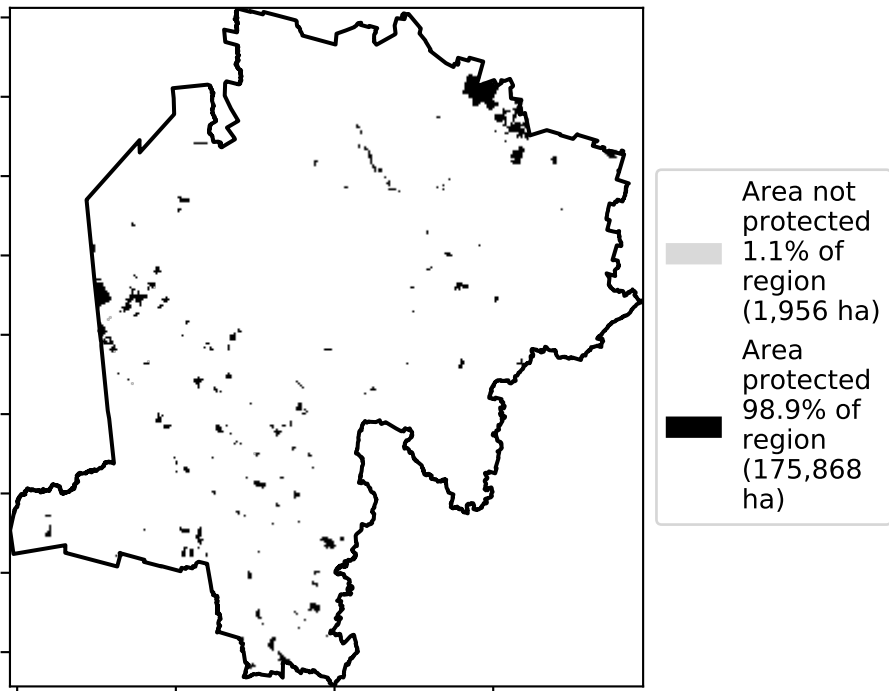 Area not
protected
1.1% of
region
(1,956 ha)
Area
protected
98.9% of
region
(175,868
ha)